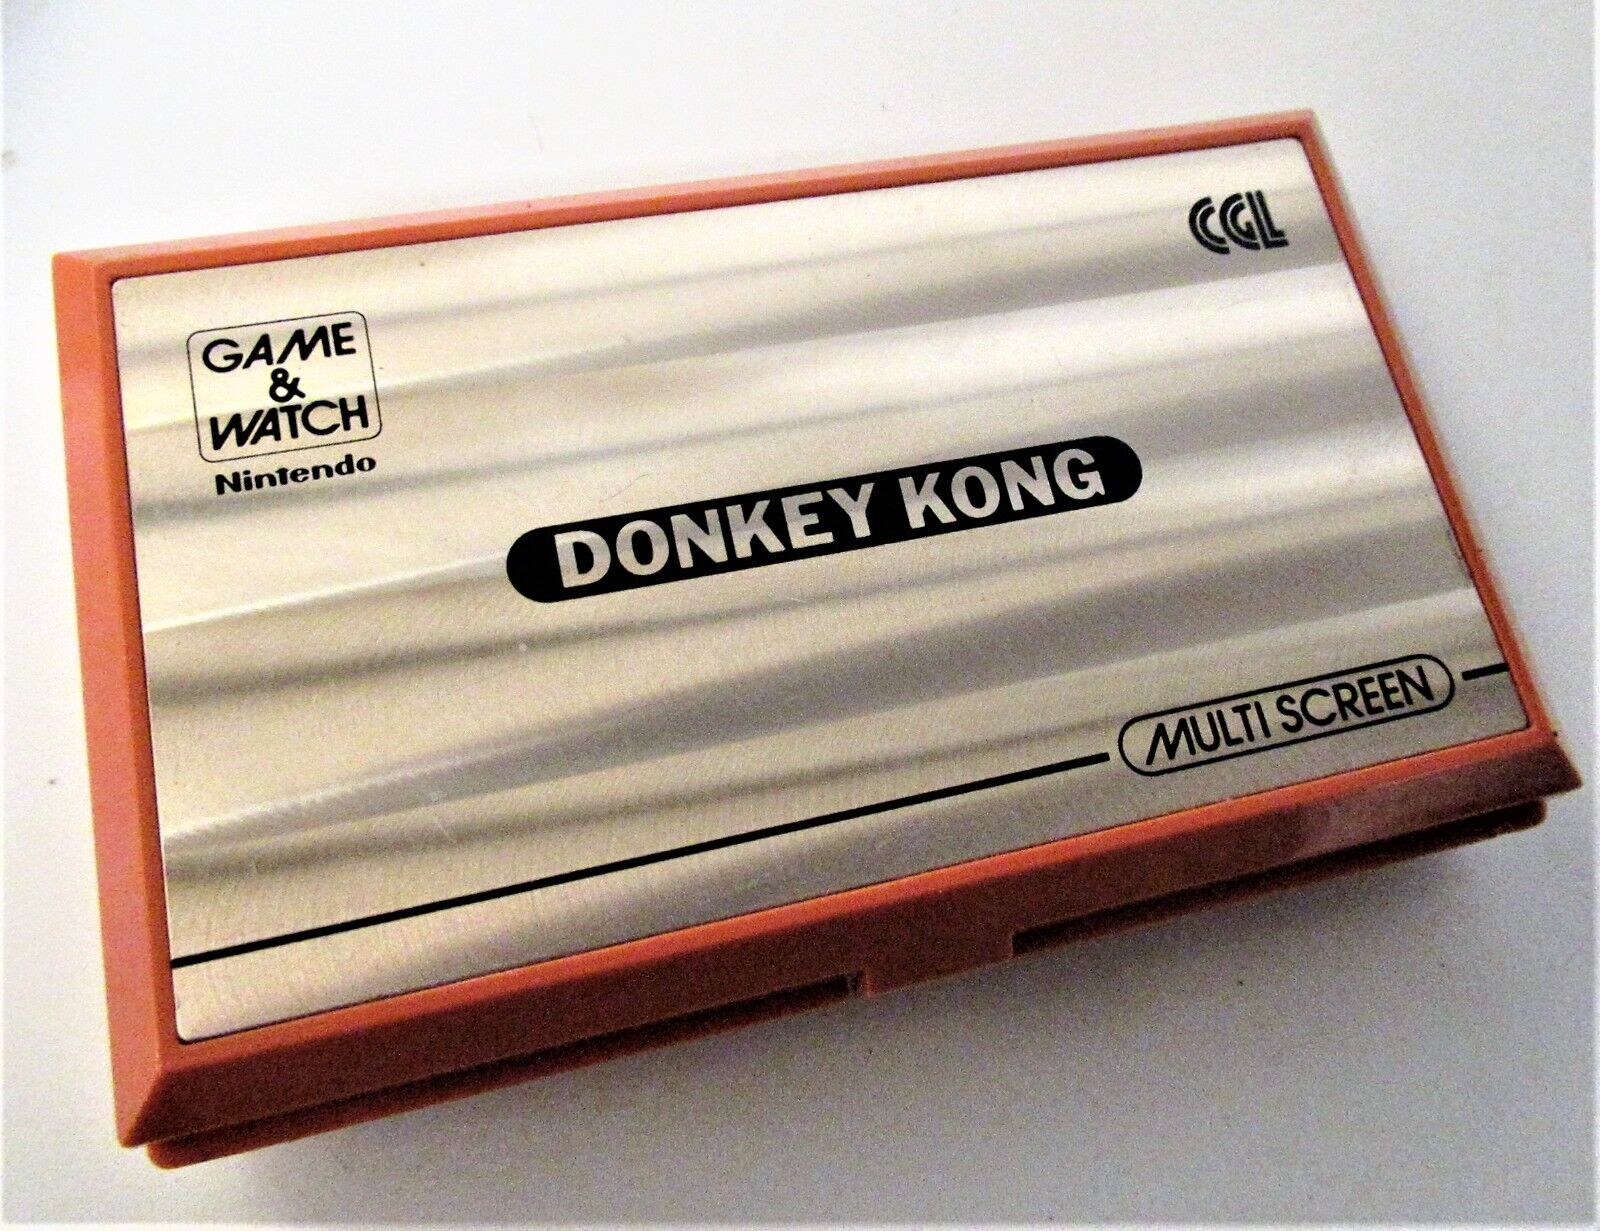 CGL
GAME
&
WATCH
Nintendo
DONKEY KONG
MULTI SCREEN